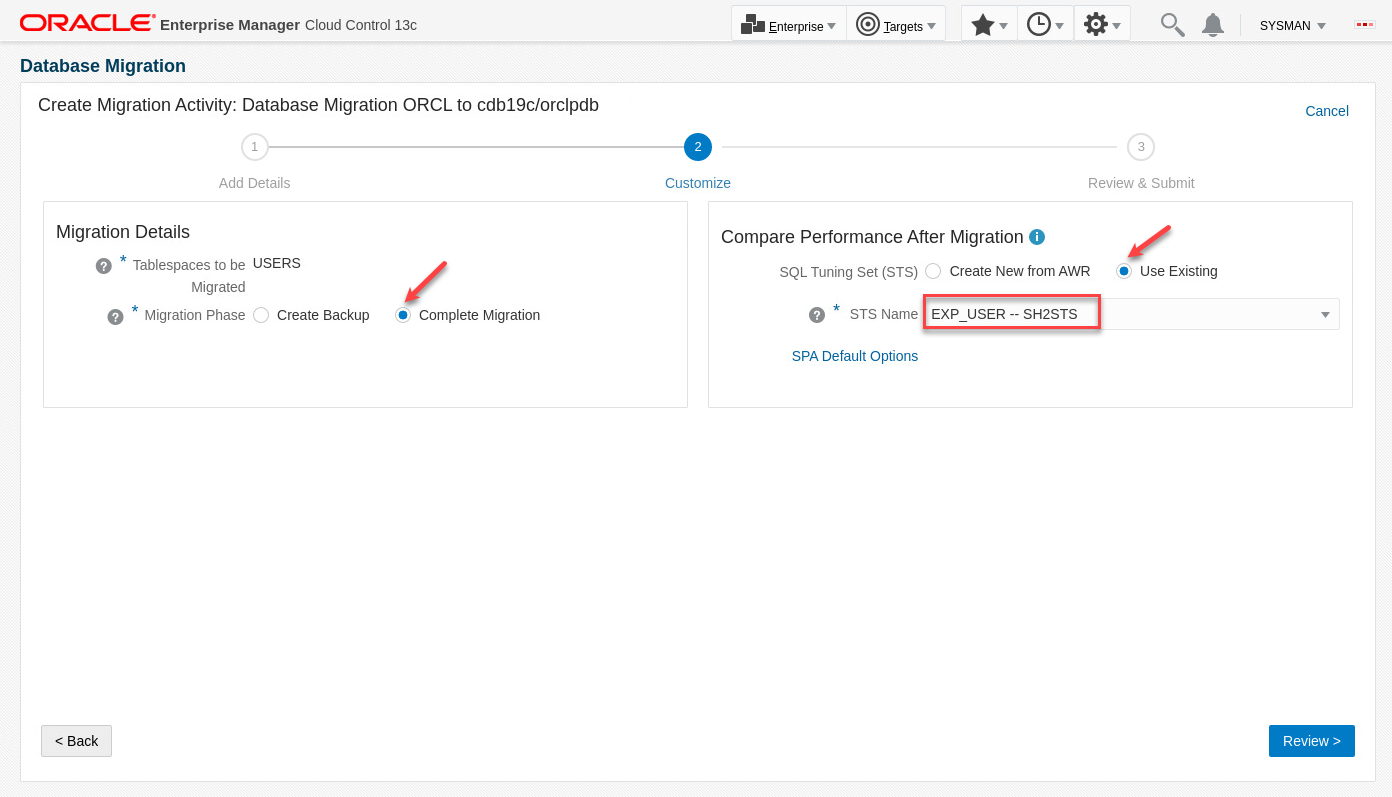 ORACLE® Enterprise Manager Cloud Control 13c
Enterprise Targets SYSMAN
Database Migration
Create Migration Activity: Database Migration ORCL to cdb19c/orclpdb
Cancel
1 2 3
Add Details Customize Review & Submit
Migration Details
? * Tablespaces to be USERS
Migrated
? * Migration Phase Create Backup Complete Migration
Compare Performance After Migration i
SQL Tuning Set (STS) Create New from AWR Use Existing
? * STS Name EXP_USER -- SH2STS
SPA Default Options
< Back Review >